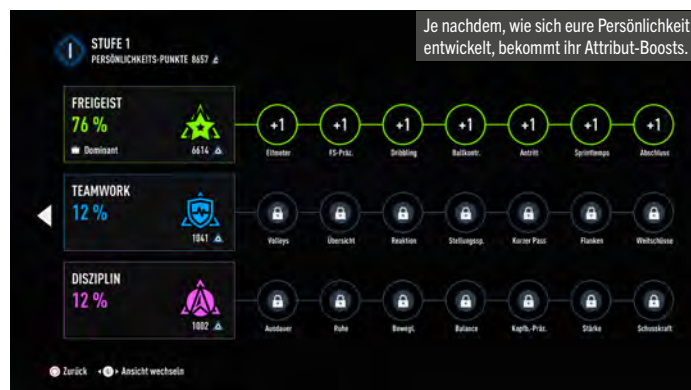 Je nachdem, wie sich eure Persönlichkeit
entwickelt, bekommt ihr Attribut-Boosts.
I
STUFE 1
PERSÖNLICHKEITS-PUNKTE 8657
FREIGEIST
76 %
Dominant
6614
+1 +1 +1 +1 +1 +1 +1
Elfmeter FS-Präz. Dribbling Ballkontr. Antritt Sprinttempo Abschluss
TEAMWORK
12 %
1041
Volleys Übersicht Reaktion Stellungssp. Kurzer Pass Flanken Weitschüsse
DISZIPLIN
12 %
1002
Ausdauer Ruhe Bewegl. Balance Kopfb.-Präz. Stärke Schusskraft
Zurück Ansicht wechseln